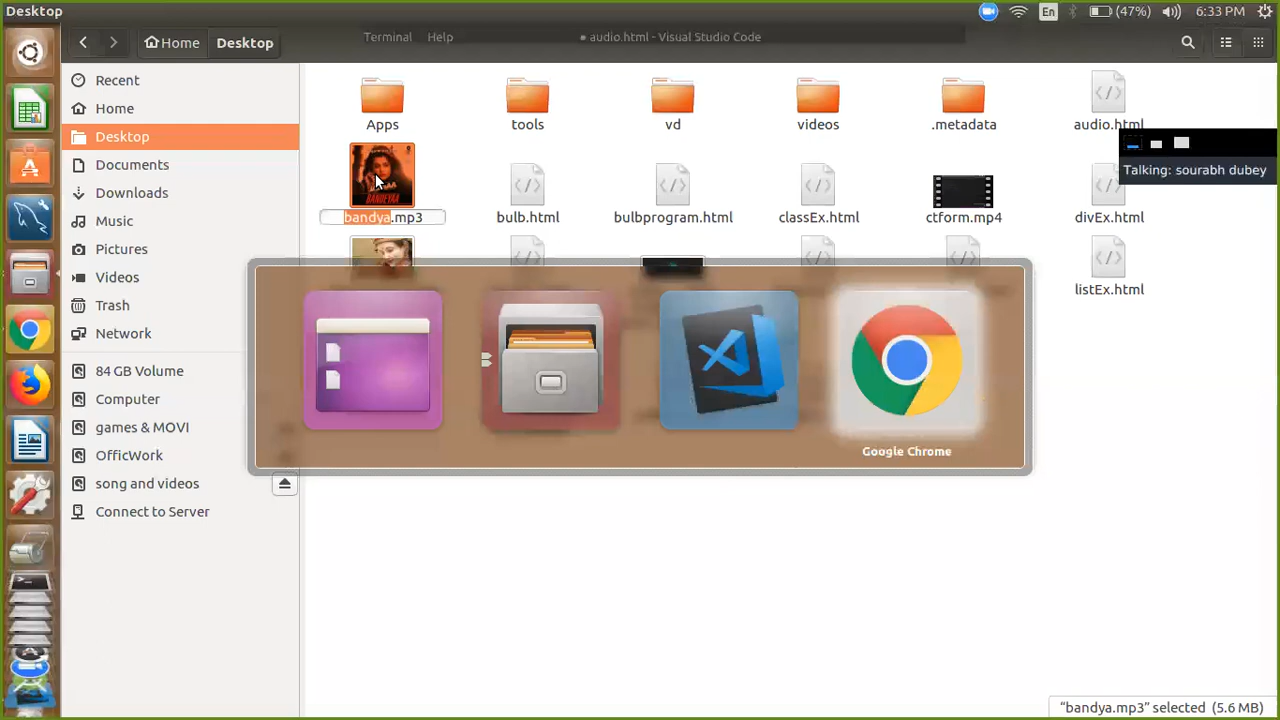 Desktop
En
(47%)
6:33 PM
Home
Desktop
Terminal
Help
• audio.html - Visual Studio Code
Recent
Home
Desktop
Documents
Downloads
Music
Pictures
Videos
Trash
Network
84 GB Volume
Computer
games & MOVI
OfficWork
song and videos
Connect to Server
Apps
tools
vd
videos
.metadata
audio.html
Talking: sourabh dubey
bandya.mp3
bulb.html
bulbprogram.html
classEx.html
ctform.mp4
divEx.html
listEx.html
Google Chrome
"bandya.mp3" selected (5.6 MB)